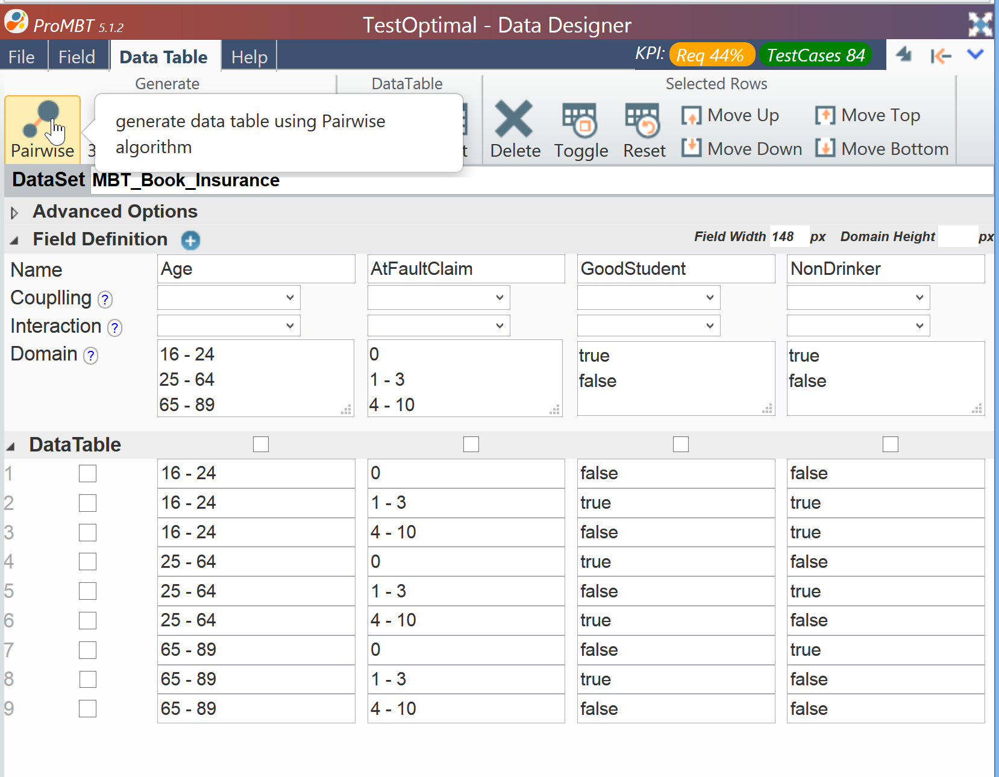 ProMBT 5.1.2
TestOptimal - Data Designer
File Field Data Table Help
KPI: Req 44% TestCases 84
Generate DataTable Selected Rows
generate data table using Pairwise
algorithm
Move Up Move Top
Pairwise 3 t Delete Toggle Reset Move Down Move Bottom
DataSet MBT_Book_Insurance
Advanced Options
Field Definition Field Width 148 px Domain Height px
Name Age AtFaultClaim GoodStudent NonDrinker
Couplling ?
Interaction ?
Domain ? 16 - 24 0 true true
25 - 64 1 - 3 false false
65 - 89 4 - 10
DataTable
1 16 - 24 0 false false
2 16 - 24 1 - 3 true true
3 16 - 24 4 - 10 false true
4 25 - 64 0 true false
5 25 - 64 1 - 3 false true
6 25 - 64 4 - 10 true false
7 65 - 89 0 false true
8 65 - 89 1 - 3 true false
9 65 - 89 4 - 10 false false